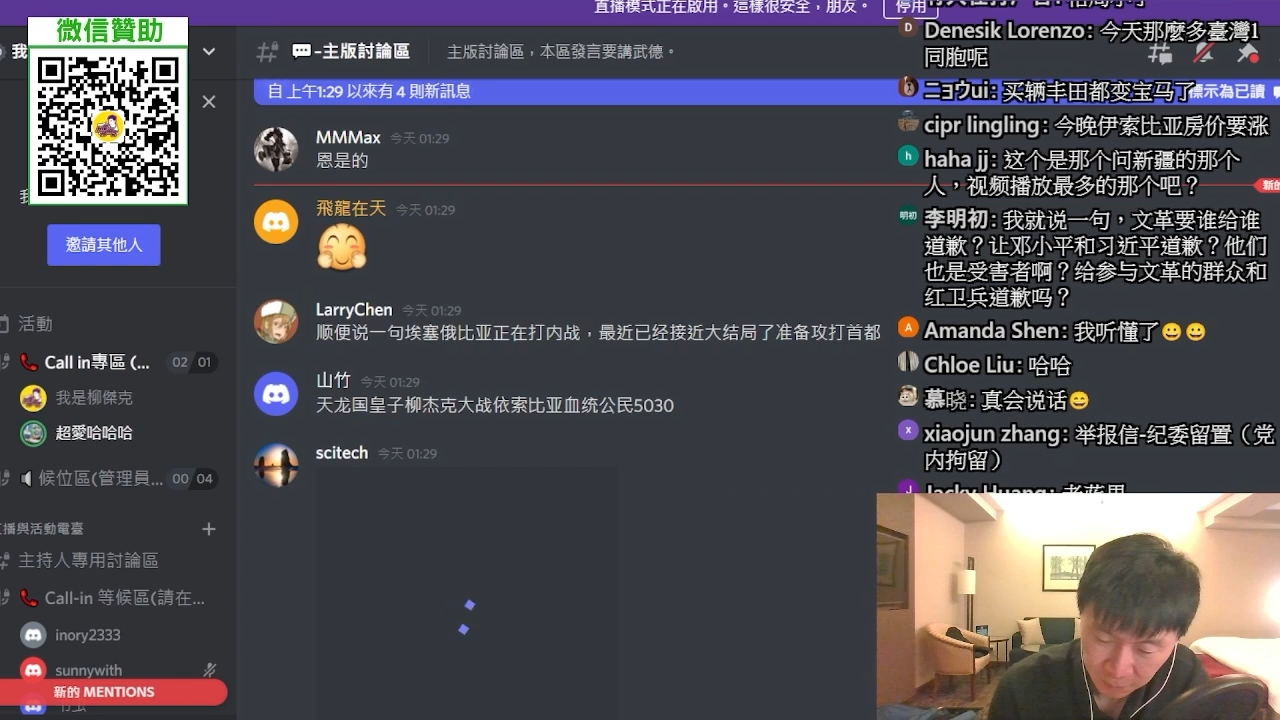 直播模式正在啟用。這樣很安全，朋友。
停用
微信贊助
我
💬-主版討論區
主版討論區，本區發言要講武德。
自 上午1:29 以來有 4 則新訊息
標示為已讀
MMMax 今天 01:29
恩是的
飛龍在天 今天 01:29
🤗
LarryChen 今天 01:29
顺便说一句埃塞俄比亚正在打内战，最近已经接近大结局了准备攻打首都
山竹 今天 01:29
天龙国皇子柳杰克大战依索比亚血统公民5030
scitech 今天 01:29
邀請其他人
活動
📞 Call in專區 (... 02 01
我是柳傑克
超愛哈哈哈
候位區(管理員... 00 04
直播與活動電臺
主持人專用討論區
📞 Call-in 等候區(請在...
inory2333
sunnywith
新的 MENTIONS
Denesik Lorenzo: 今天那麼多臺灣1
同胞呢
ニョウui: 买辆丰田都变宝马了
cipr lingling: 今晚伊索比亚房价要涨
haha jj: 这个是那个问新疆的那个
人，视频播放最多的那个吧？
新的
李明初: 我就说一句，文革要谁给谁
道歉？让邓小平和习近平道歉？他们
也是受害者啊？给参与文革的群众和
红卫兵道歉吗？
Amanda Shen: 我听懂了😀😀
Chloe Liu: 哈哈
慕晓: 真会说话😄
xiaojun zhang: 举报信-纪委留置（党
内拘留）
Jacky Huang: